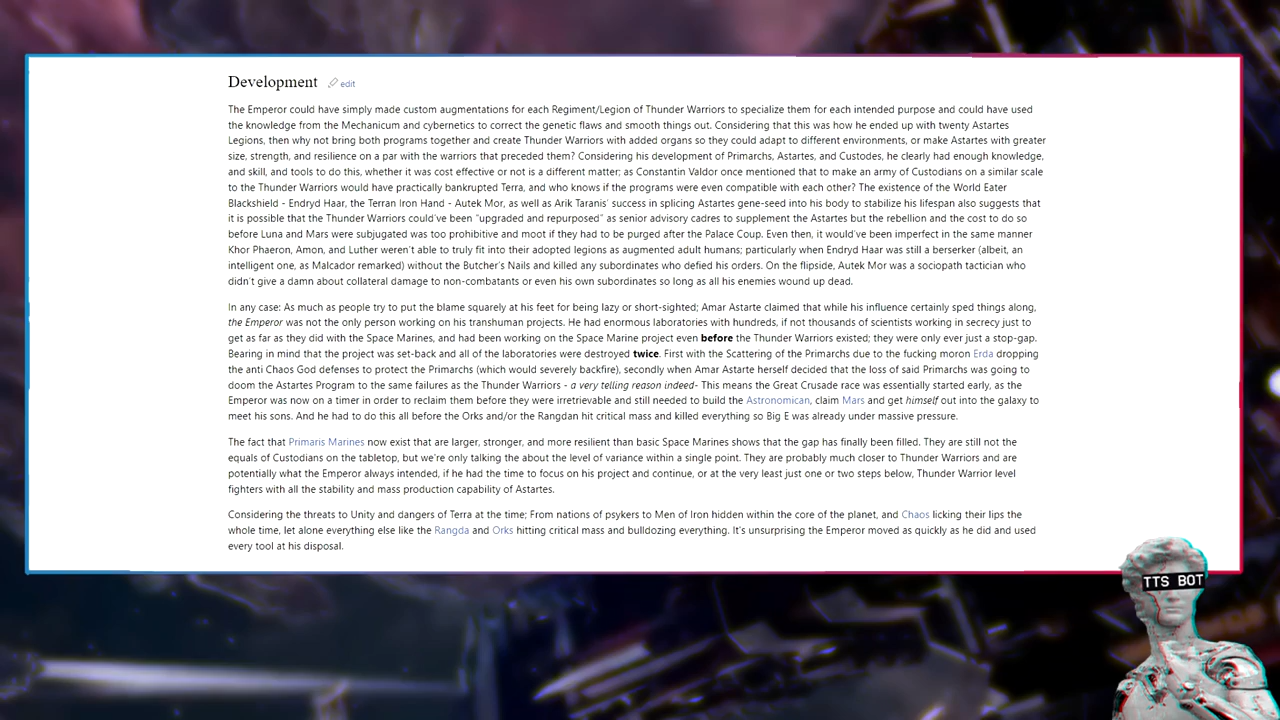 Development edit
The Emperor could have simply made custom augmentations for each Regiment/Legion of Thunder Warriors to specialize them for each intended purpose and could have used
the knowledge from the Mechanicum and cybernetics to correct the genetic flaws and smooth things out. Considering that this was how he ended up with twenty Astartes
Legions, then why not bring both programs together and create Thunder Warriors with added organs so they could adapt to different environments, or make Astartes with greater
size, strength, and resilience on a par with the warriors that preceded them? Considering his development of Primarchs, Astartes, and Custodes, he clearly had enough knowledge,
and skill, and tools to do this, whether it was cost effective or not is a different matter; as Constantin Valdor once mentioned that to make an army of Custodians on a similar scale
to the Thunder Warriors would have practically bankrupted Terra, and who knows if the programs were even compatible with each other? The existence of the World Eater
Blackshield - Endryd Haar, the Terran Iron Hand - Autek Mor, as well as Arik Taranis' success in splicing Astartes gene-seed into his body to stabilize his lifespan also suggests that
it is possible that the Thunder Warriors could've been "upgraded and repurposed" as senior advisory cadres to supplement the Astartes but the rebellion and the cost to do so
before Luna and Mars were subjugated was too prohibitive and moot if they had to be purged after the Palace Coup. Even then, it would've been imperfect in the same manner
Khor Phaeron, Amon, and Luther weren't able to truly fit into their adopted legions as augmented adult humans; particularly when Endryd Haar was still a berserker (albeit, an
intelligent one, as Malcador remarked) without the Butcher's Nails and killed any subordinates who defied his orders. On the flipside, Autek Mor was a sociopath tactician who
didn't give a damn about collateral damage to non-combatants or even his own subordinates so long as all his enemies wound up dead.
In any case: As much as people try to put the blame squarely at his feet for being lazy or short-sighted; Amar Astarte claimed that while his influence certainly sped things along,
the Emperor was not the only person working on his transhuman projects. He had enormous laboratories with hundreds, if not thousands of scientists working in secrecy just to
get as far as they did with the Space Marines, and had been working on the Space Marine project even before the Thunder Warriors existed; they were only ever just a stop-gap.
Bearing in mind that the project was set-back and all of the laboratories were destroyed twice. First with the Scattering of the Primarchs due to the fucking moron Erda dropping
the anti Chaos God defenses to protect the Primarchs (which would severely backfire), secondly when Amar Astarte herself decided that the loss of said Primarchs was going to
doom the Astartes Program to the same failures as the Thunder Warriors - a very telling reason indeed- This means the Great Crusade race was essentially started early, as the
Emperor was now on a timer in order to reclaim them before they were irretrievable and still needed to build the Astronomican, claim Mars and get himself out into the galaxy to
meet his sons. And he had to do this all before the Orks and/or the Rangdan hit critical mass and killed everything so Big E was already under massive pressure.
The fact that Primaris Marines now exist that are larger, stronger, and more resilient than basic Space Marines shows that the gap has finally been filled. They are still not the
equals of Custodians on the tabletop, but we're only talking the about the level of variance within a single point. They are probably much closer to Thunder Warriors and are
potentially what the Emperor always intended, if he had the time to focus on his project and continue, or at the very least just one or two steps below, Thunder Warrior level
fighters with all the stability and mass production capability of Astartes.
Considering the threats to Unity and dangers of Terra at the time; From nations of psykers to Men of Iron hidden within the core of the planet, and Chaos licking their lips the
whole time, let alone everything else like the Rangda and Orks hitting critical mass and bulldozing everything. It's unsurprising the Emperor moved as quickly as he did and used
every tool at his disposal.
TTS BOT